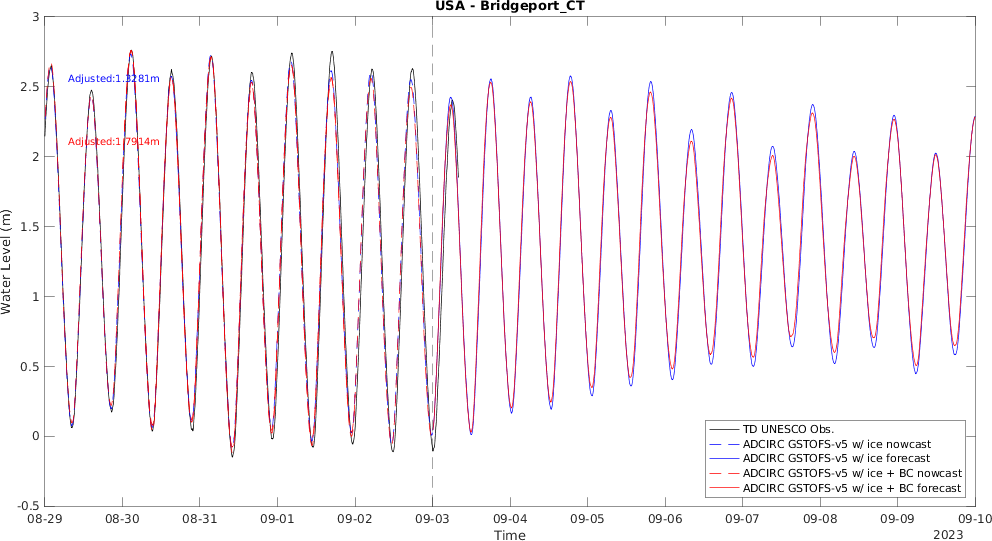 USA - Bridgeport_CT
3
2.5
2
1.5
1
0.5
0
-0.5
Water Level (m)
Adjusted:1.3281m
Adjusted:1.7914m
TD UNESCO Obs.
ADCIRC GSTOFS-v5 w/ ice nowcast
ADCIRC GSTOFS-v5 w/ ice forecast
ADCIRC GSTOFS-v5 w/ ice + BC nowcast
ADCIRC GSTOFS-v5 w/ ice + BC forecast
08-29 08-30 08-31 09-01 09-02 09-03 09-04 09-05 09-06 09-07 09-08 09-09 09-10
Time
2023